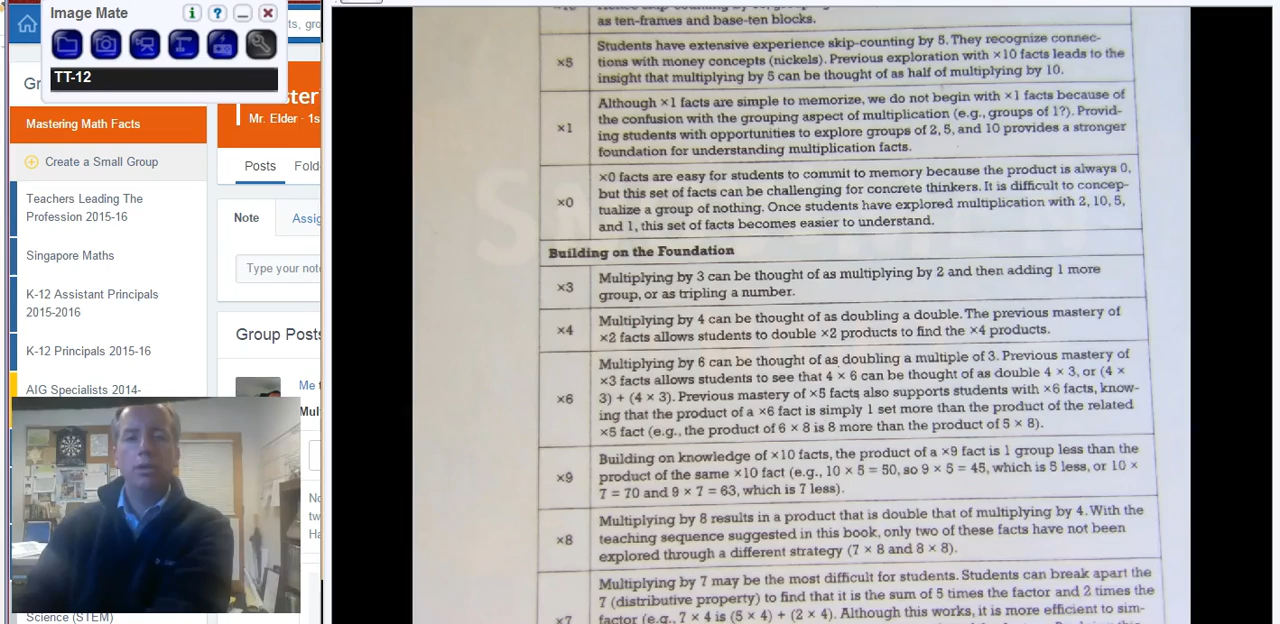 Image Mate
TT-12
ts, gro
Gr
ster
Mastering Math Facts
Mr. Elder · 1s
Create a Small Group
Posts
Fold
Teachers Leading The
Profession 2015-16
Note
Assig
Singapore Maths
Type your note
K-12 Assistant Principals
2015-2016
Group Posts
K-12 Principals 2015-16
AIG Specialists 2014-
Me t
Mul
No
tw
Ha
Science (STEM)
as ten-frames and base-ten blocks.
×5
Students have extensive experience skip-counting by 5. They recognize connec-
tions with money concepts (nickels). Previous exploration with ×10 facts leads to the
insight that multiplying by 5 can be thought of as half of multiplying by 10.
×1
Although ×1 facts are simple to memorize, we do not begin with ×1 facts because of
the confusion with the grouping aspect of multiplication (e.g., groups of 1?). Provid-
ing students with opportunities to explore groups of 2, 5, and 10 provides a stronger
foundation for understanding multiplication facts.
×0
×0 facts are easy for students to commit to memory because the product is always 0,
but this set of facts can be challenging for concrete thinkers. It is difficult to concep-
tualize a group of nothing. Once students have explored multiplication with 2, 10, 5,
and 1, this set of facts becomes easier to understand.
Building on the Foundation
×3
Multiplying by 3 can be thought of as multiplying by 2 and then adding 1 more
group, or as tripling a number.
×4
Multiplying by 4 can be thought of as doubling a double. The previous mastery of
×2 facts allows students to double ×2 products to find the ×4 products.
×6
Multiplying by 6 can be thought of as doubling a multiple of 3. Previous mastery of
×3 facts allows students to see that 4 × 6 can be thought of as double 4 × 3, or (4 ×
3) + (4 × 3). Previous mastery of ×5 facts also supports students with ×6 facts, know-
ing that the product of a ×6 fact is simply 1 set more than the product of the related
×5 fact (e.g., the product of 6 × 8 is 8 more than the product of 5 × 8).
×9
Building on knowledge of ×10 facts, the product of a ×9 fact is 1 group less than the
product of the same ×10 fact (e.g., 10 × 5 = 50, so 9 × 5 = 45, which is 5 less, or 10 ×
7 = 70 and 9 × 7 = 63, which is 7 less).
×8
Multiplying by 8 results in a product that is double that of multiplying by 4. With the
teaching sequence suggested in this book, only two of these facts have not been
explored through a different strategy (7 × 8 and 8 × 8).
×7
Multiplying by 7 may be the most difficult for students. Students can break apart the
7 (distributive property) to find that it is the sum of 5 times the factor and 2 times the
factor (e.g., 7 × 4 is (5 × 4) + (2 × 4). Although this works, it is more efficient to sim-